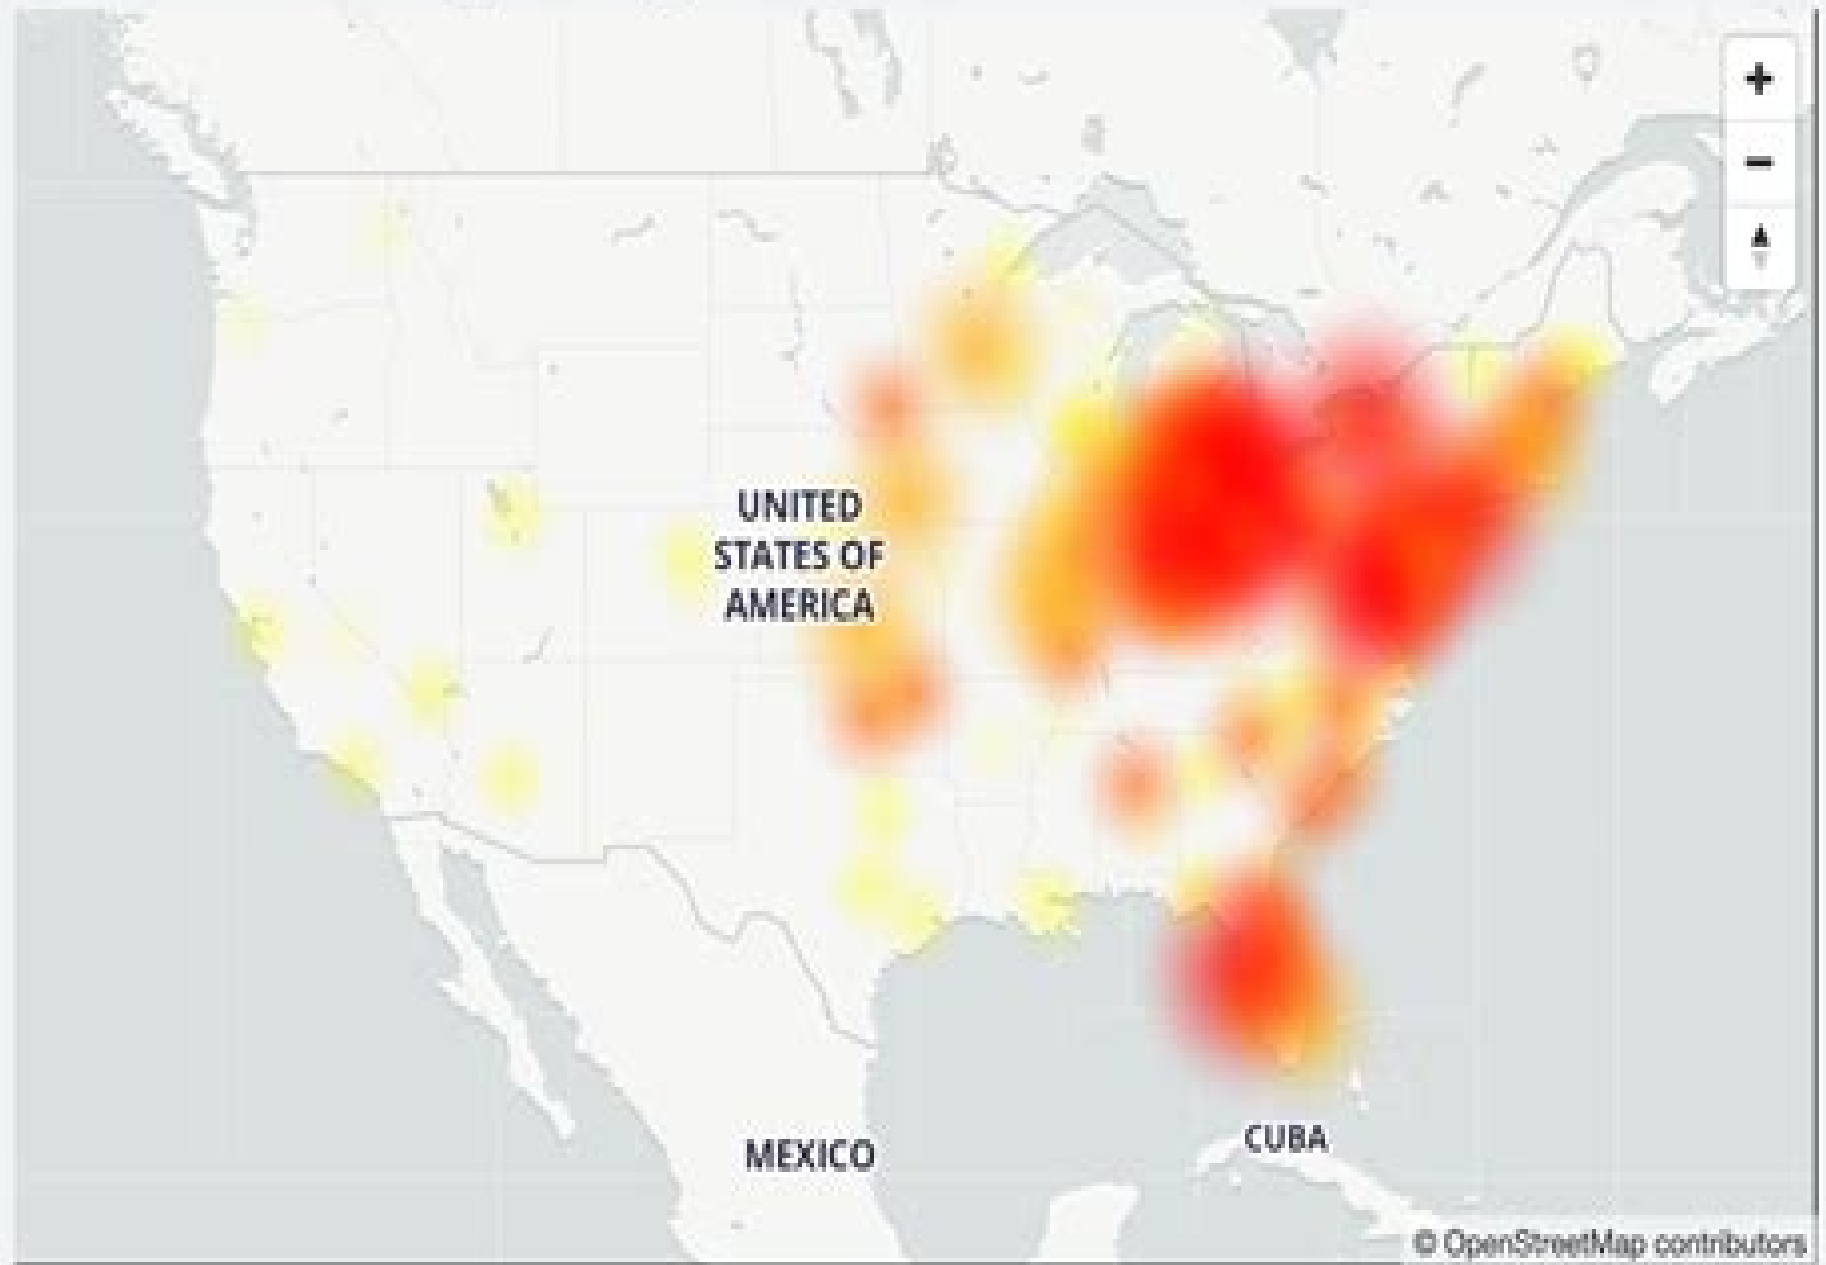 +
−
UNITED
STATES OF
AMERICA
MEXICO
CUBA
© OpenStreetMap contributors